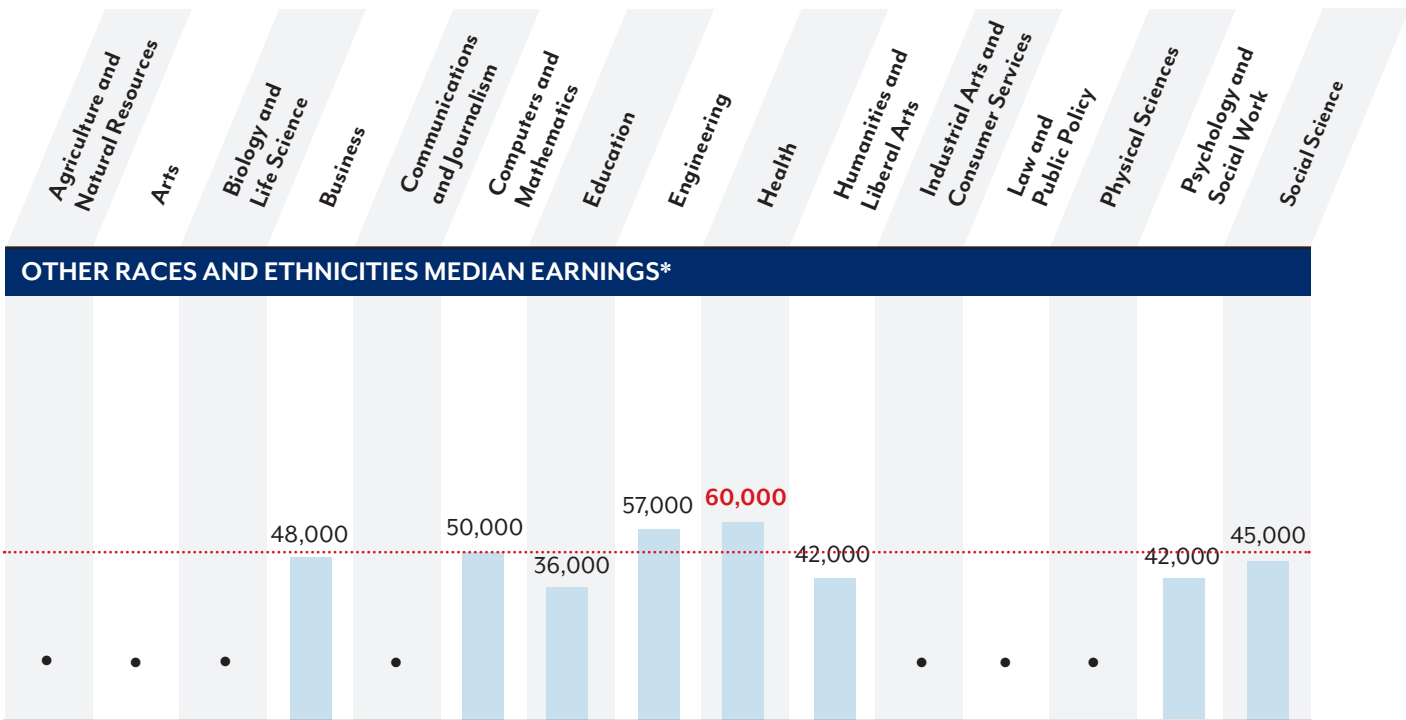 Agriculture and
Natural Resources
Arts
Biology and
Life Science
Business
Communications
and Journalism
Computers and
Mathematics
Education
Engineering
Health
Humanities and
Liberal Arts
Industrial Arts and
Consumer Services
Law and
Public Policy
Physical Sciences
Psychology and
Social Work
Social Science
OTHER RACES AND ETHNICITIES MEDIAN EARNINGS*
48,000
50,000
36,000
57,000
60,000
42,000
42,000
45,000